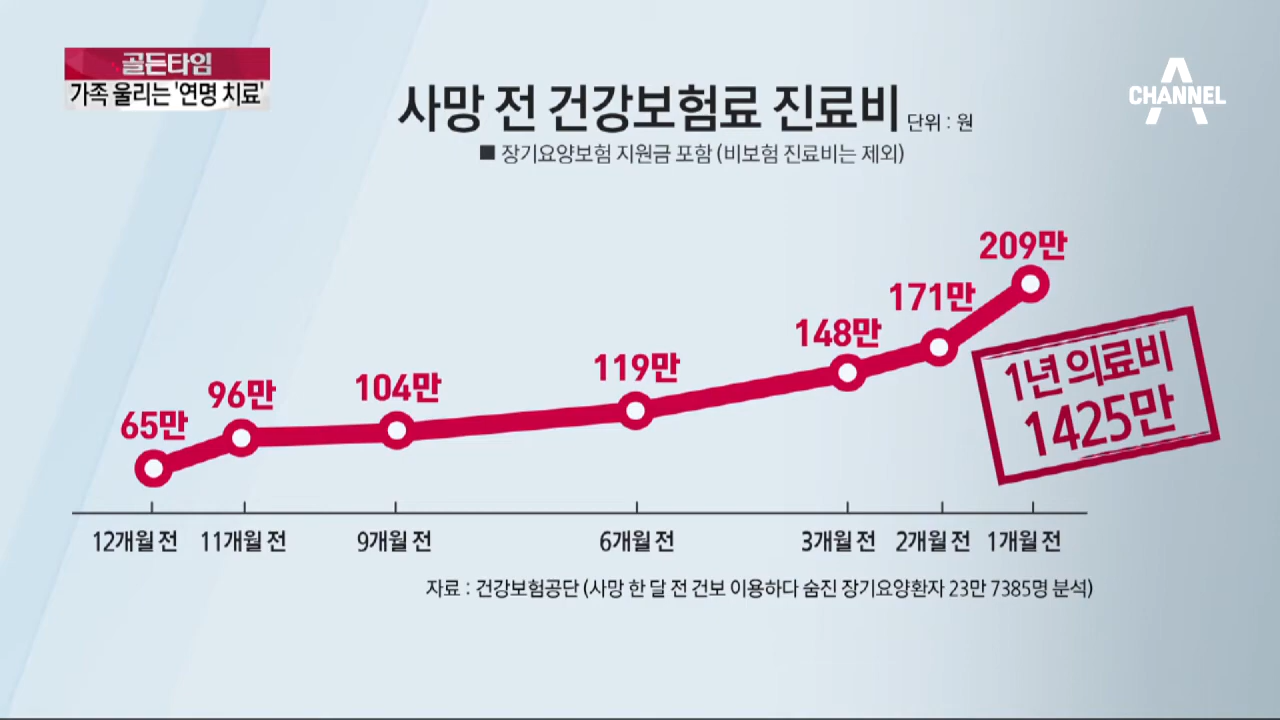 골든타임
가족 울리는 '연명 치료'
CHANNEL A
사망 전 건강보험료 진료비 단위 : 원
■ 장기요양보험 지원금 포함 (비보험 진료비는 제외)
65만
96만
104만
119만
148만
171만
209만
1년 의료비
1425만
12개월 전 11개월 전 9개월 전 6개월 전 3개월 전 2개월 전 1개월 전
자료 : 건강보험공단 (사망 한 달 전 건보 이용하다 숨진 장기요양환자 23만 7385명 분석)